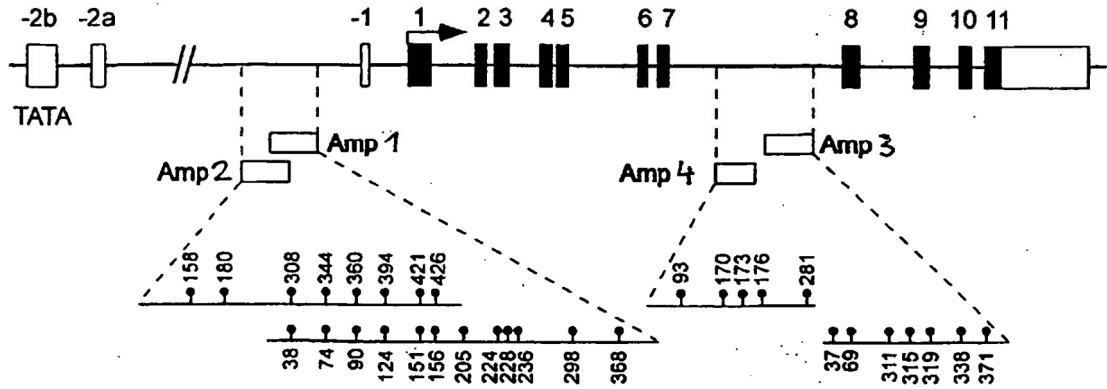 -2b -2a -1 1 2 3 4 5 6 7 8 9 10 11
TATA
Amp 1 Amp 3
Amp 2 Amp 4
158 180 308 344 360 394 421 426 93 170 173 176 281
38 74 90 124 151 156 205 224 228 236 298 368 37 69 311 315 319 338 371